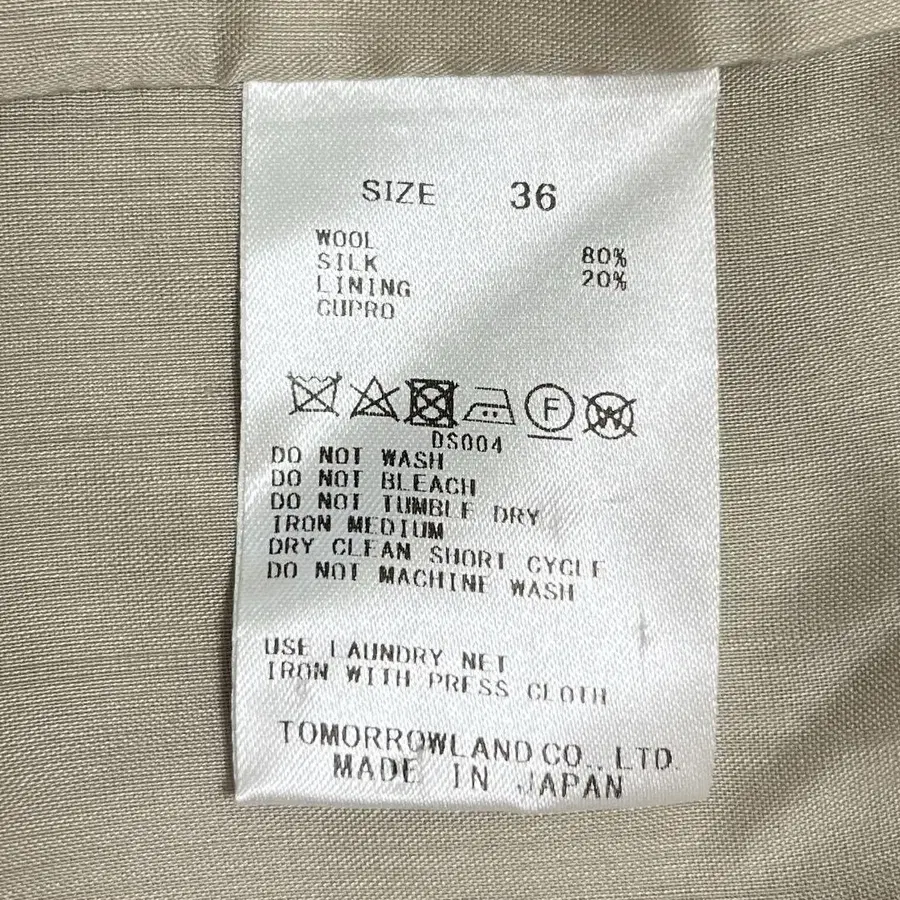 SIZE 36
WOOL 80%
SILK 20%
LINING
CUPRO
F W
DS004
DO NOT WASH
DO NOT BLEACH
DO NOT TUMBLE DRY
IRON MEDIUM
DRY CLEAN SHORT CYCLE
DO NOT MACHINE WASH
USE LAUNDRY NET
IRON WITH PRESS CLOTH
TOMORROWLAND CO., LTD.
MADE IN JAPAN